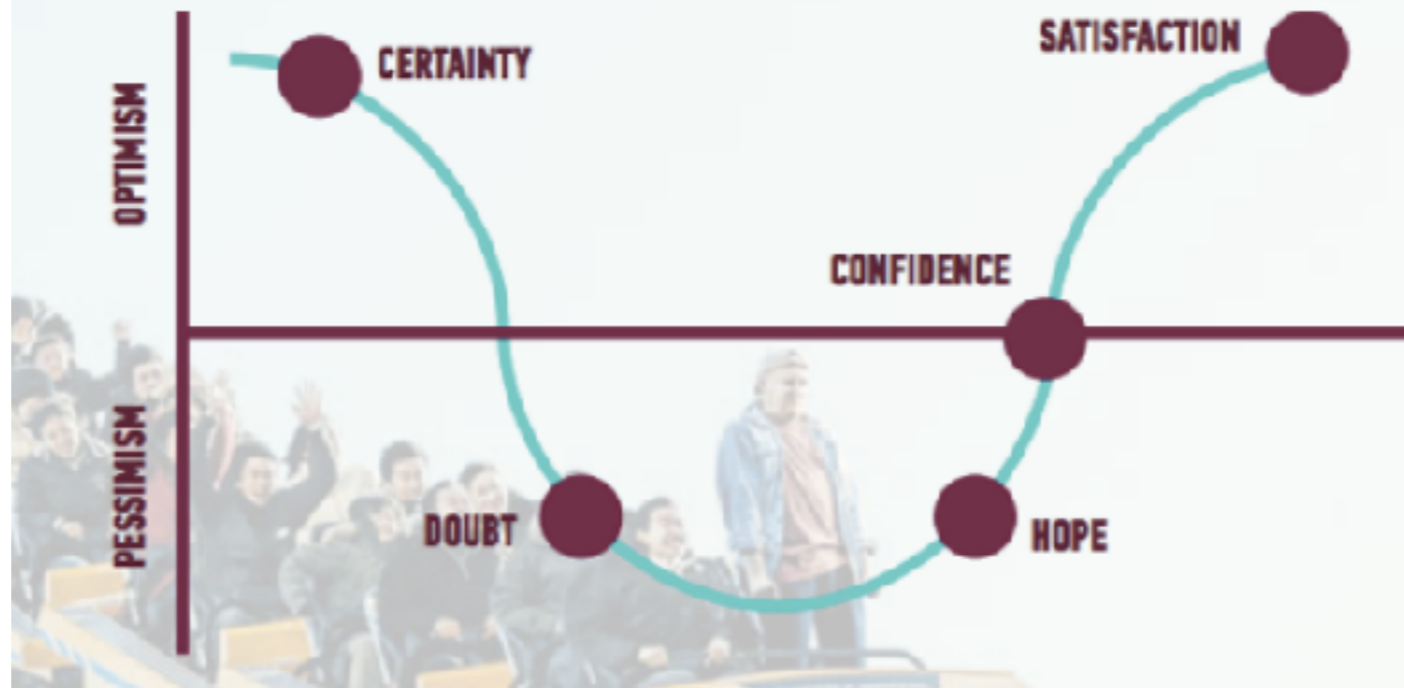 OPTIMISM
PESSIMISM
CERTAINTY
DOUBT
HOPE
CONFIDENCE
SATISFACTION